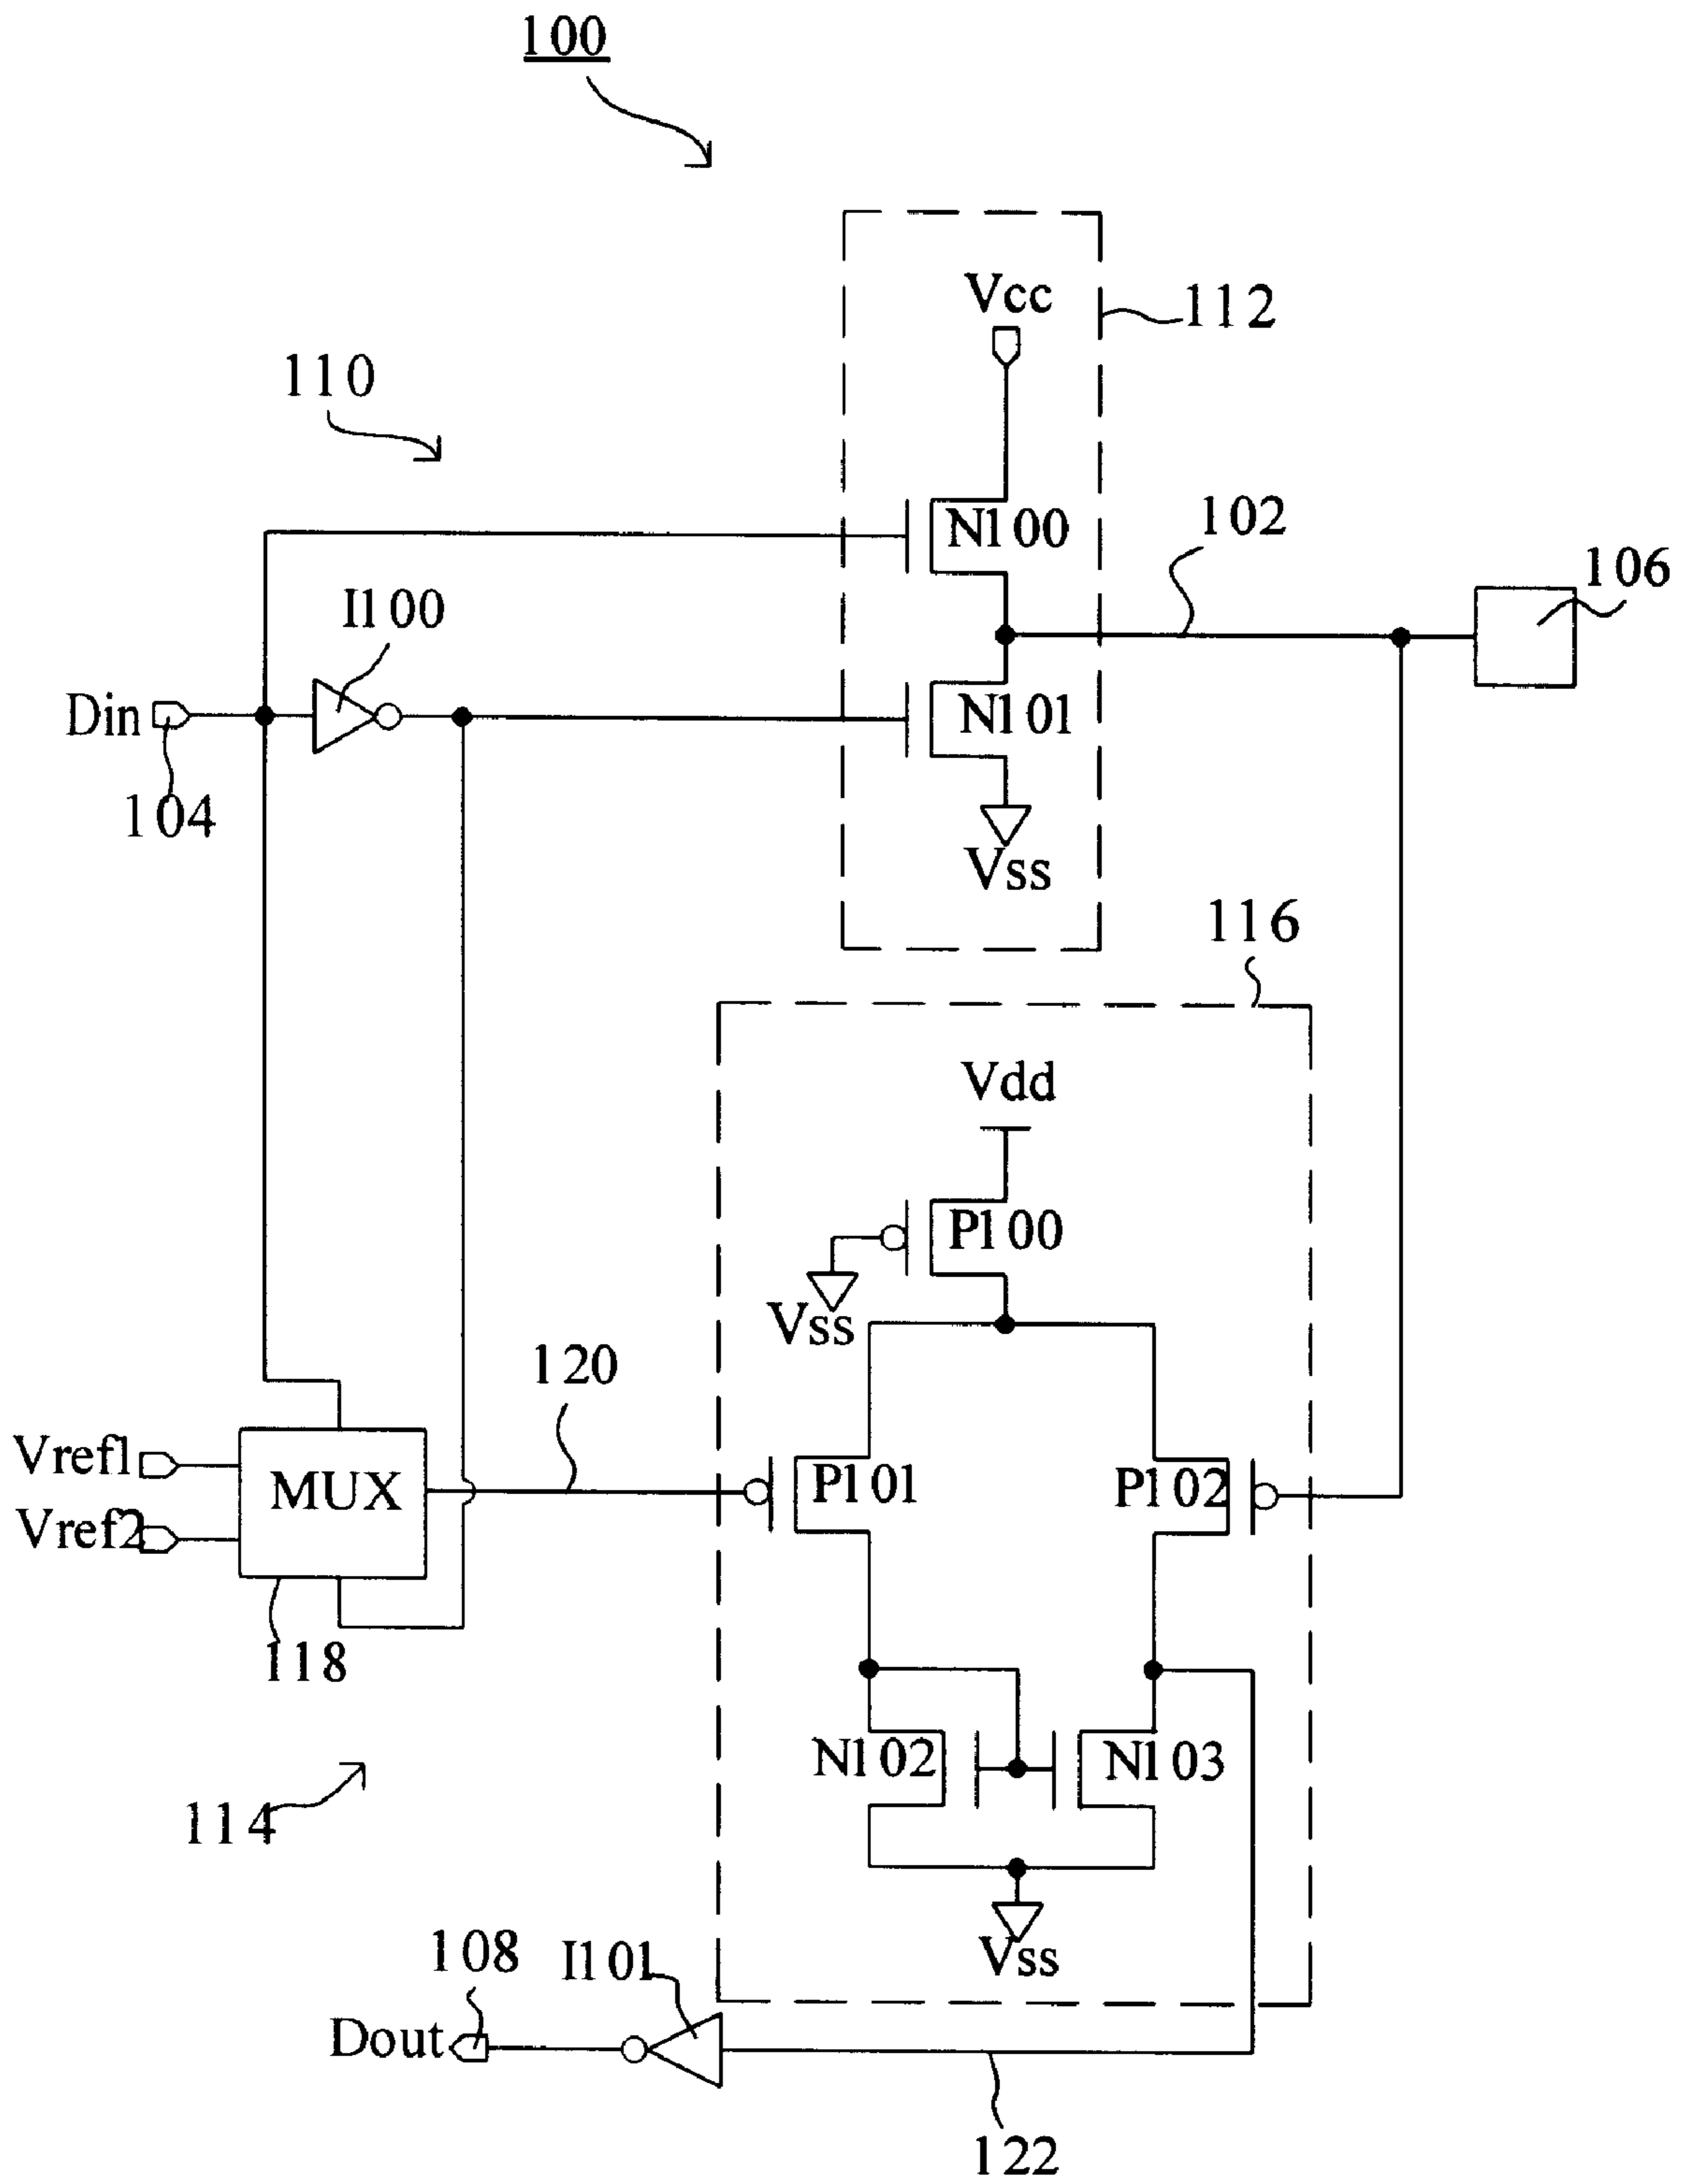 100
Vcc
112
110
N100
102
106
I100
Din
N101
104
Vss
116
Vdd
P100
Vss
120
Vref1
MUX
P101
P102
Vref2
118
N102
N103
114
Vss
108
I101
Dout
122